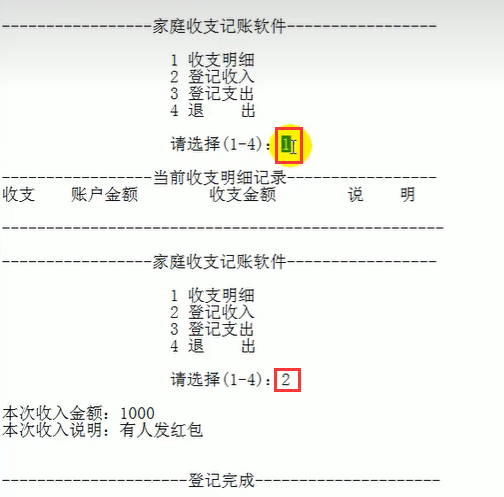 -----------------家庭收支记账软件-----------------
1 收支明细
2 登记收入
3 登记支出
4 退    出
请选择(1-4)：1
-----------------当前收支明细记录-----------------
收支    账户金额        收支金额        说    明
--------------------------------------------------
-----------------家庭收支记账软件-----------------
1 收支明细
2 登记收入
3 登记支出
4 退    出
请选择(1-4)：2
本次收入金额：1000
本次收入说明：有人发红包
---------------------登记完成---------------------